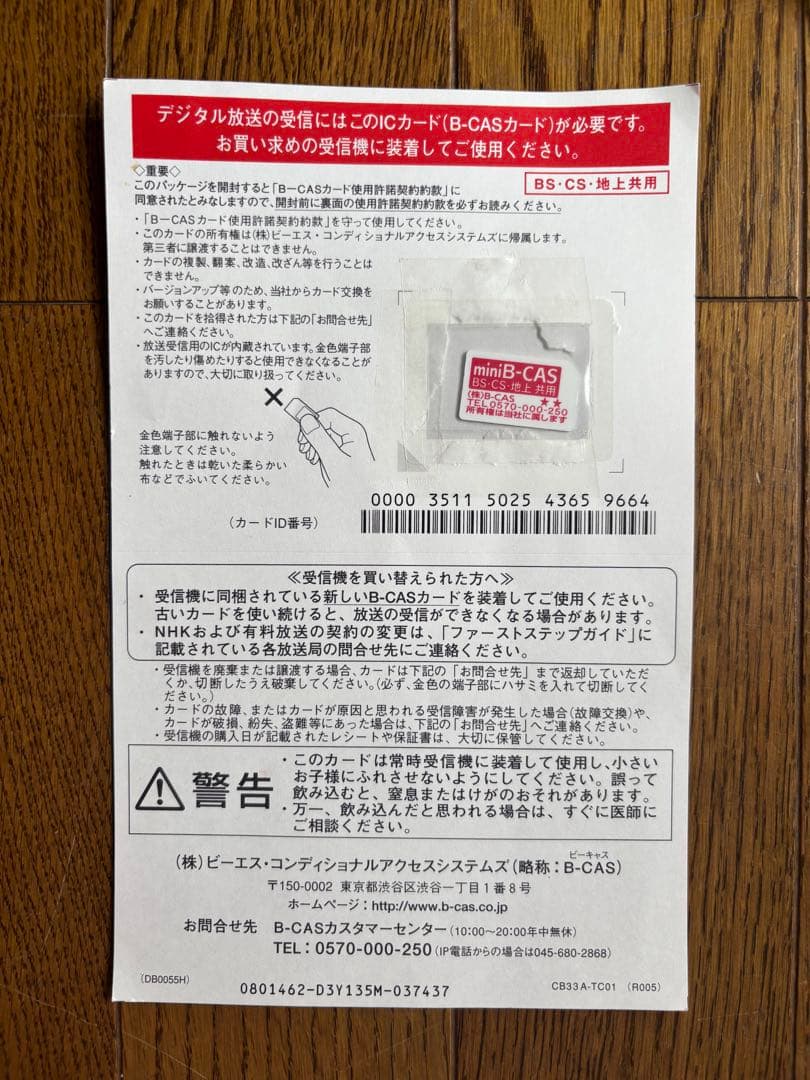 デジタル放送の受信にはこのICカード(B-CASカード)が必要です。
お買い求めの受信機に装着してご使用ください。
◇重要◇
このパッケージを開封すると「B-CASカード使用許諾契約約款」に
同意されたとみなしますので、開封前に裏面の使用許諾契約約款を必ずお読みください。
BS・CS・地上共用
・「B-CASカード使用許諾契約約款」を守って使用してください。
・このカードの所有権は(株)ビーエス・コンディショナルアクセスシステムズに帰属します。
第三者に譲渡することはできません。
・カードの複製、翻案、改造、改ざん等を行うことは
できません。
・バージョンアップ等のため、当社からカード交換を
お願いすることがあります。
・このカードを拾得された方は下記の「お問合せ先」
へご連絡ください。
・放送受信用のICが内蔵されています。金色端子部
を汚したり傷めたりすると使用できなくなることが
ありますので、大切に取り扱ってください。
miniB-CAS
BS・CS・地上 共用
(株)B-CAS ★★
TEL0570-000-250
所有権は当社に属します
金色端子部に触れないよう
注意してください。
触れたときは乾いた柔らかい
布などでふいてください。
0000 3511 5025 4365 9664
(カードID番号)
≪受信機を買い替えられた方へ≫
・ 受信機に同梱されている新しいB-CASカードを装着してご使用ください。
古いカードを使い続けると、放送の受信ができなくなる場合があります。
・ NHKおよび有料放送の契約の変更は、「ファーストステップガイド」に
記載されている各放送局の問合せ先にご連絡ください。
・受信機を廃棄または譲渡する場合、カードは下記の「お問合せ先」まで返却していただ
くか、切断したうえ破棄してください。(必ず、金色の端子部にハサミを入れて切断してく
ださい。)
・カードの故障、またはカードが原因と思われる受信障害が発生した場合(故障交換)や、
カードが破損、紛失、盗難等にあった場合は、下記の「お問合せ先」へご連絡ください。
・受信機の購入日が記載されたレシートや保証書は、大切に保管してください。
警告
・このカードは常時受信機に装着して使用し、小さい
お子様にふれさせないようにしてください。誤って
飲み込むと、窒息またはけがのおそれがあります。
・万一、飲み込んだと思われる場合は、すぐに医師に
ご相談ください。
ビーキャス
(株)ビーエス・コンディショナルアクセスシステムズ(略称:B-CAS)
〒150-0002 東京都渋谷区渋谷一丁目1番8号
ホームページ:http://www.b-cas.co.jp
お問合せ先 B-CASカスタマーセンター(10:00~20:00年中無休)
TEL:0570-000-250(IP電話からの場合は045-680-2868)
(DB0055H)
0801462-D3Y135M-037437
CB33A-TC01 (R005)